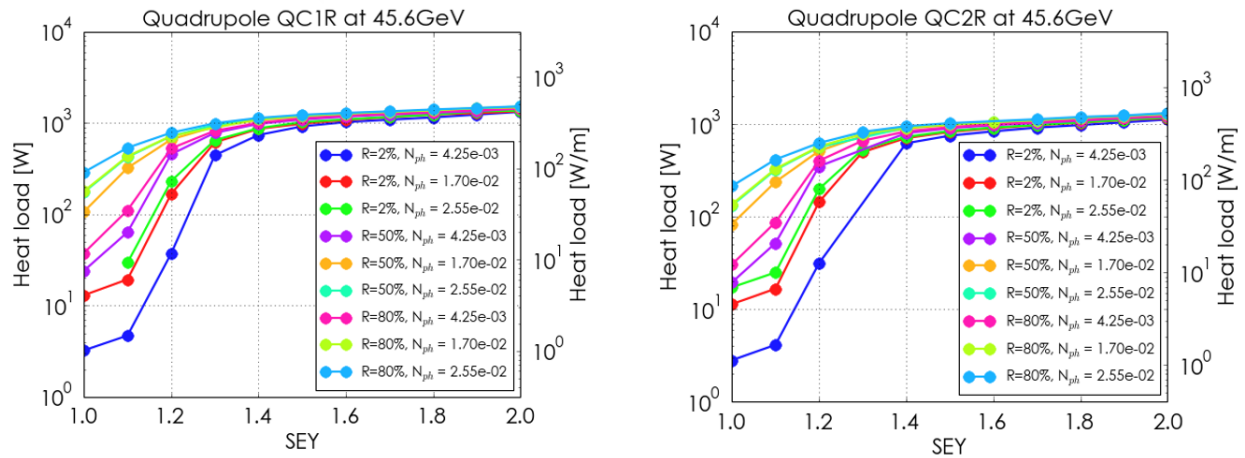 Quadrupole QC1R at 45.6GeV
Heat load [W]
10^4
10^3
10^2
10^1
10^0
1.0 1.2 1.4 1.6 1.8 2.0
SEY
10^3
10^2
10^1
10^0
Heat load [W/m]
R=2%, N_ph = 4.25e-03
R=2%, N_ph = 1.70e-02
R=2%, N_ph = 2.55e-02
R=50%, N_ph = 4.25e-03
R=50%, N_ph = 1.70e-02
R=50%, N_ph = 2.55e-02
R=80%, N_ph = 4.25e-03
R=80%, N_ph = 1.70e-02
R=80%, N_ph = 2.55e-02
Quadrupole QC2R at 45.6GeV
Heat load [W]
10^4
10^3
10^2
10^1
10^0
1.0 1.2 1.4 1.6 1.8 2.0
SEY
10^3
10^2
10^1
10^0
Heat load [W/m]
R=2%, N_ph = 4.25e-03
R=2%, N_ph = 1.70e-02
R=2%, N_ph = 2.55e-02
R=50%, N_ph = 4.25e-03
R=50%, N_ph = 1.70e-02
R=50%, N_ph = 2.55e-02
R=80%, N_ph = 4.25e-03
R=80%, N_ph = 1.70e-02
R=80%, N_ph = 2.55e-02